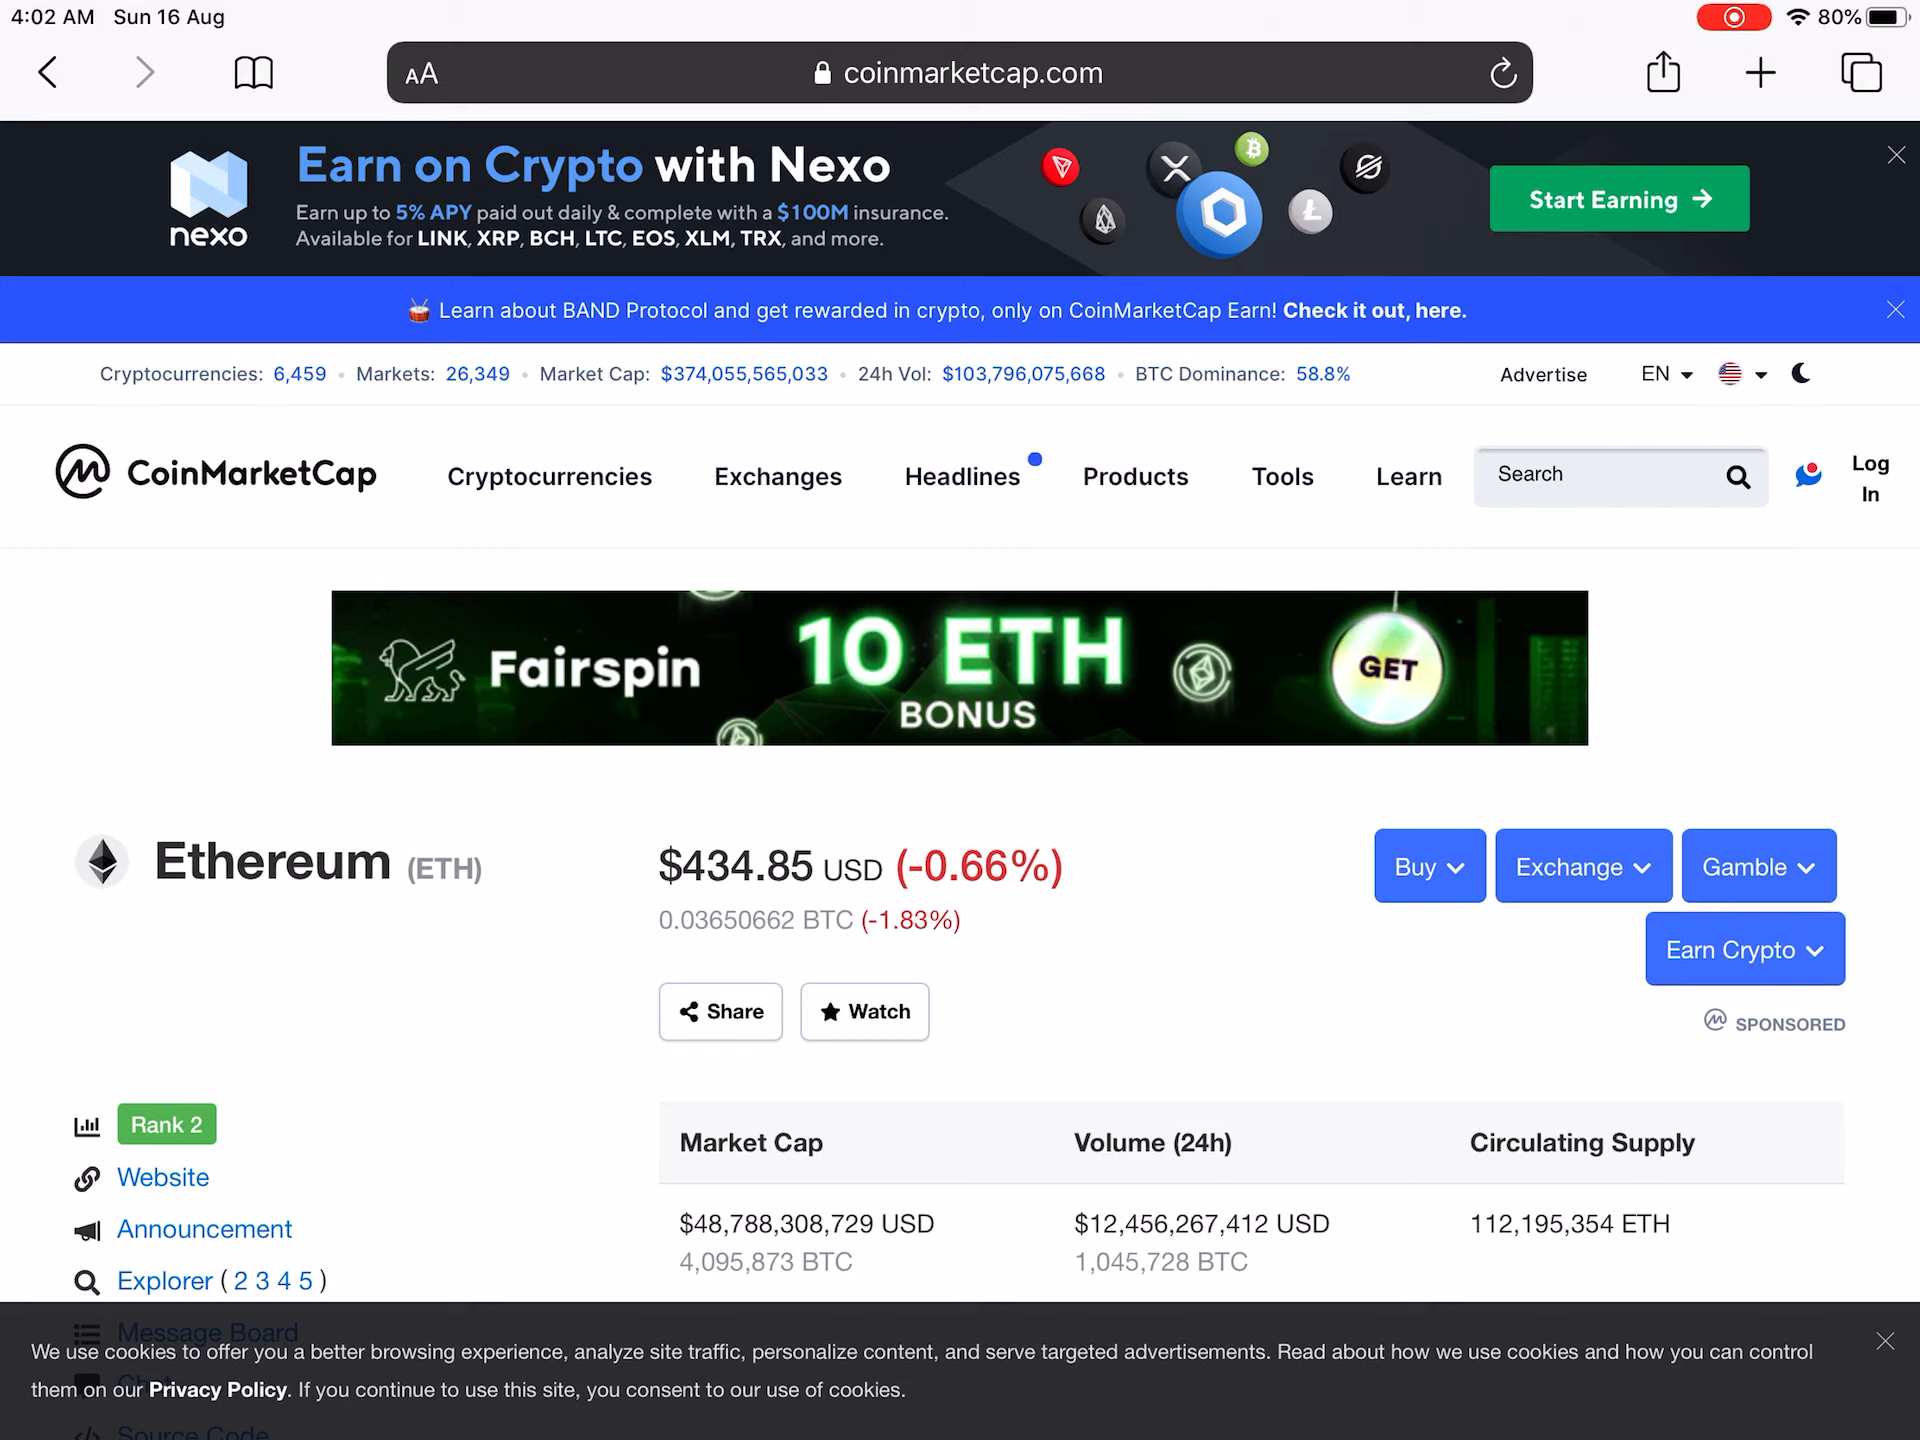 4:02 AM Sun 16 Aug 80%
AA coinmarketcap.com
Earn on Crypto with Nexo
nexo
Earn up to 5% APY paid out daily & complete with a $100M insurance.
Available for LINK, XRP, BCH, LTC, EOS, XLM, TRX, and more.
Start Earning →
Learn about BAND Protocol and get rewarded in crypto, only on CoinMarketCap Earn! Check it out, here.
Cryptocurrencies: 6,459 • Markets: 26,349 • Market Cap: $374,055,565,033 • 24h Vol: $103,796,075,668 • BTC Dominance: 58.8% Advertise EN
CoinMarketCap Cryptocurrencies Exchanges Headlines Products Tools Learn Search Log In
Fairspin 10 ETH BONUS GET
Ethereum (ETH) $434.85 USD (-0.66%) Buy Exchange Gamble
0.03650662 BTC (-1.83%)
Earn Crypto
Share Watch
SPONSORED
Rank 2
Market Cap Volume (24h) Circulating Supply
Website
$48,788,308,729 USD $12,456,267,412 USD 112,195,354 ETH
Announcement
4,095,873 BTC 1,045,728 BTC
Explorer ( 2 3 4 5 )
Message Board
We use cookies to offer you a better browsing experience, analyze site traffic, personalize content, and serve targeted advertisements. Read about how we use cookies and how you can control
Chat
them on our Privacy Policy. If you continue to use this site, you consent to our use of cookies.
Source Code